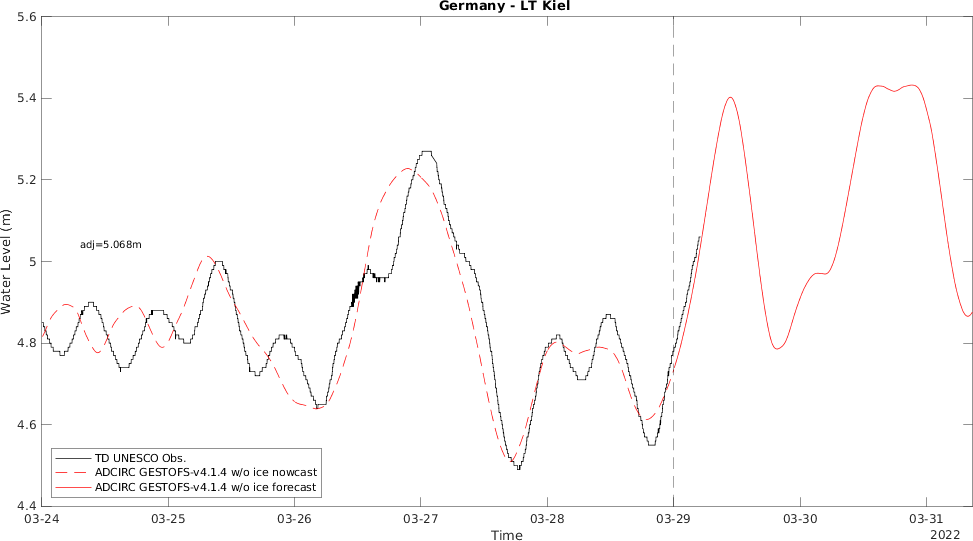 Germany - LT Kiel
5.6
5.4
5.2
5
4.8
4.6
4.4
Water Level (m)
adj=5.068m
TD UNESCO Obs.
ADCIRC GESTOFS-v4.1.4 w/o ice nowcast
ADCIRC GESTOFS-v4.1.4 w/o ice forecast
03-24 03-25 03-26 03-27 03-28 03-29 03-30 03-31
Time
2022